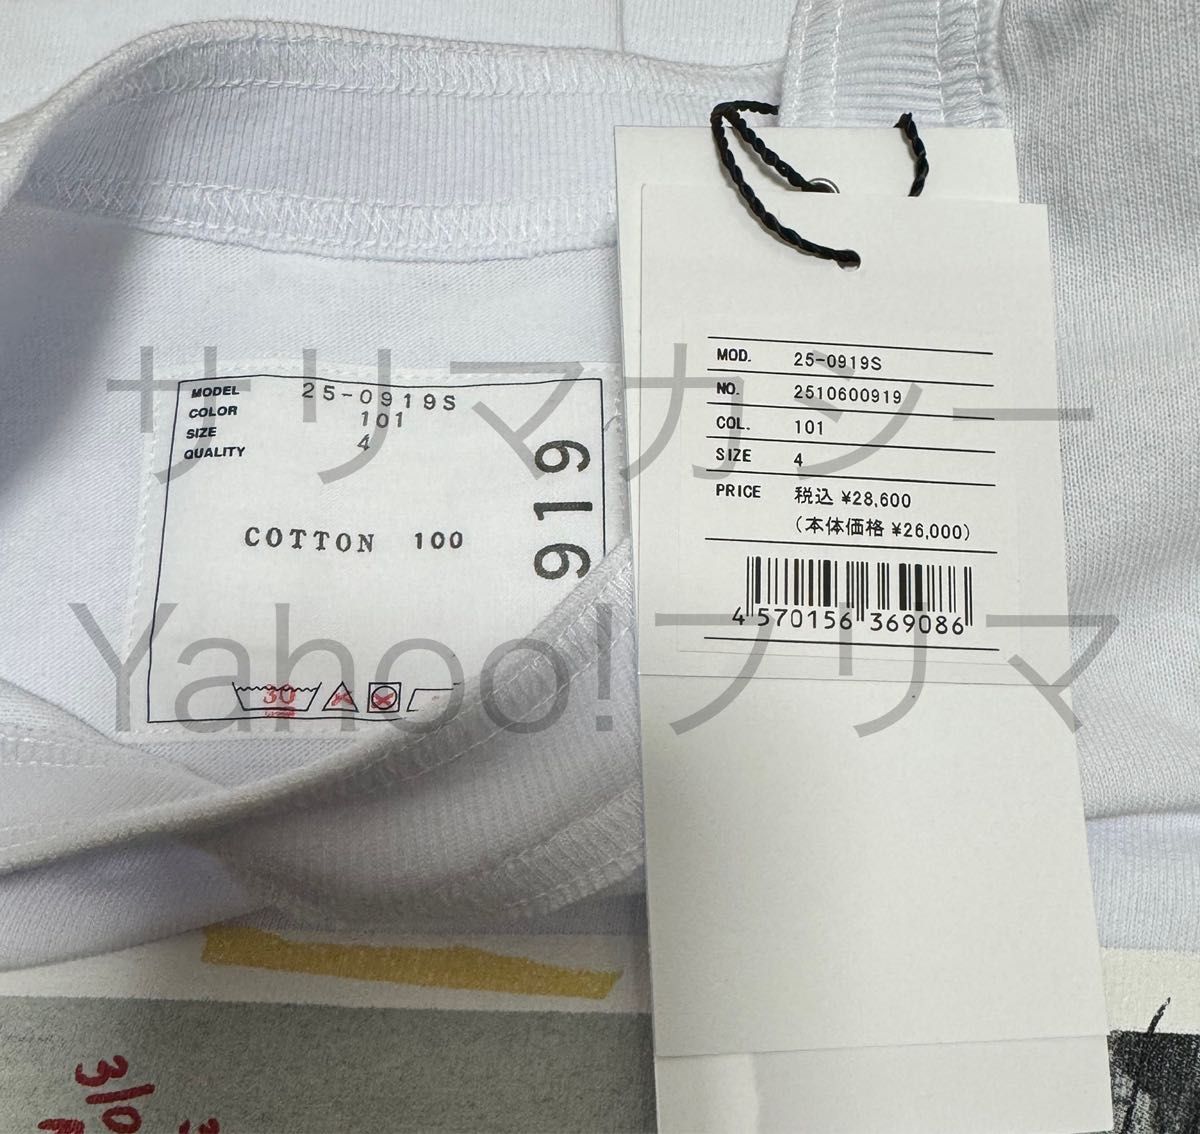 MODEL 25-0919S
COLOR 101
SIZE 4
QUALITY
COTTON 100
919
30
MOD. 25-0919S
NO. 2510600919
COL. 101
SIZE 4
PRICE 税込 ¥28,600
(本体価格 ¥26,000)
4 570156 369086
サリマカシー
Yahoo!フリマ
3/0